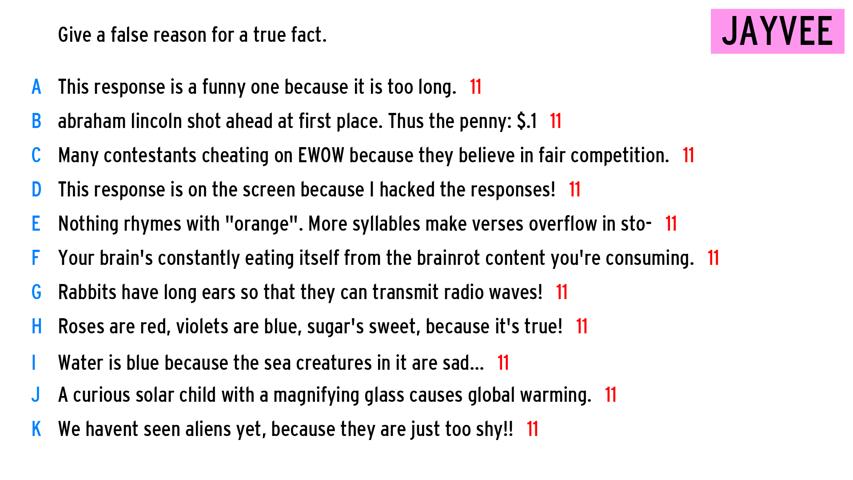 Give a false reason for a true fact.
JAYVEE
A This response is a funny one because it is too long. 11
B abraham lincoln shot ahead at first place. Thus the penny: $.1 11
C Many contestants cheating on EWOW because they believe in fair competition. 11
D This response is on the screen because I hacked the responses! 11
E Nothing rhymes with "orange". More syllables make verses overflow in sto- 11
F Your brain's constantly eating itself from the brainrot content you're consuming. 11
G Rabbits have long ears so that they can transmit radio waves! 11
H Roses are red, violets are blue, sugar's sweet, because it's true! 11
I Water is blue because the sea creatures in it are sad... 11
J A curious solar child with a magnifying glass causes global warming. 11
K We havent seen aliens yet, because they are just too shy!! 11